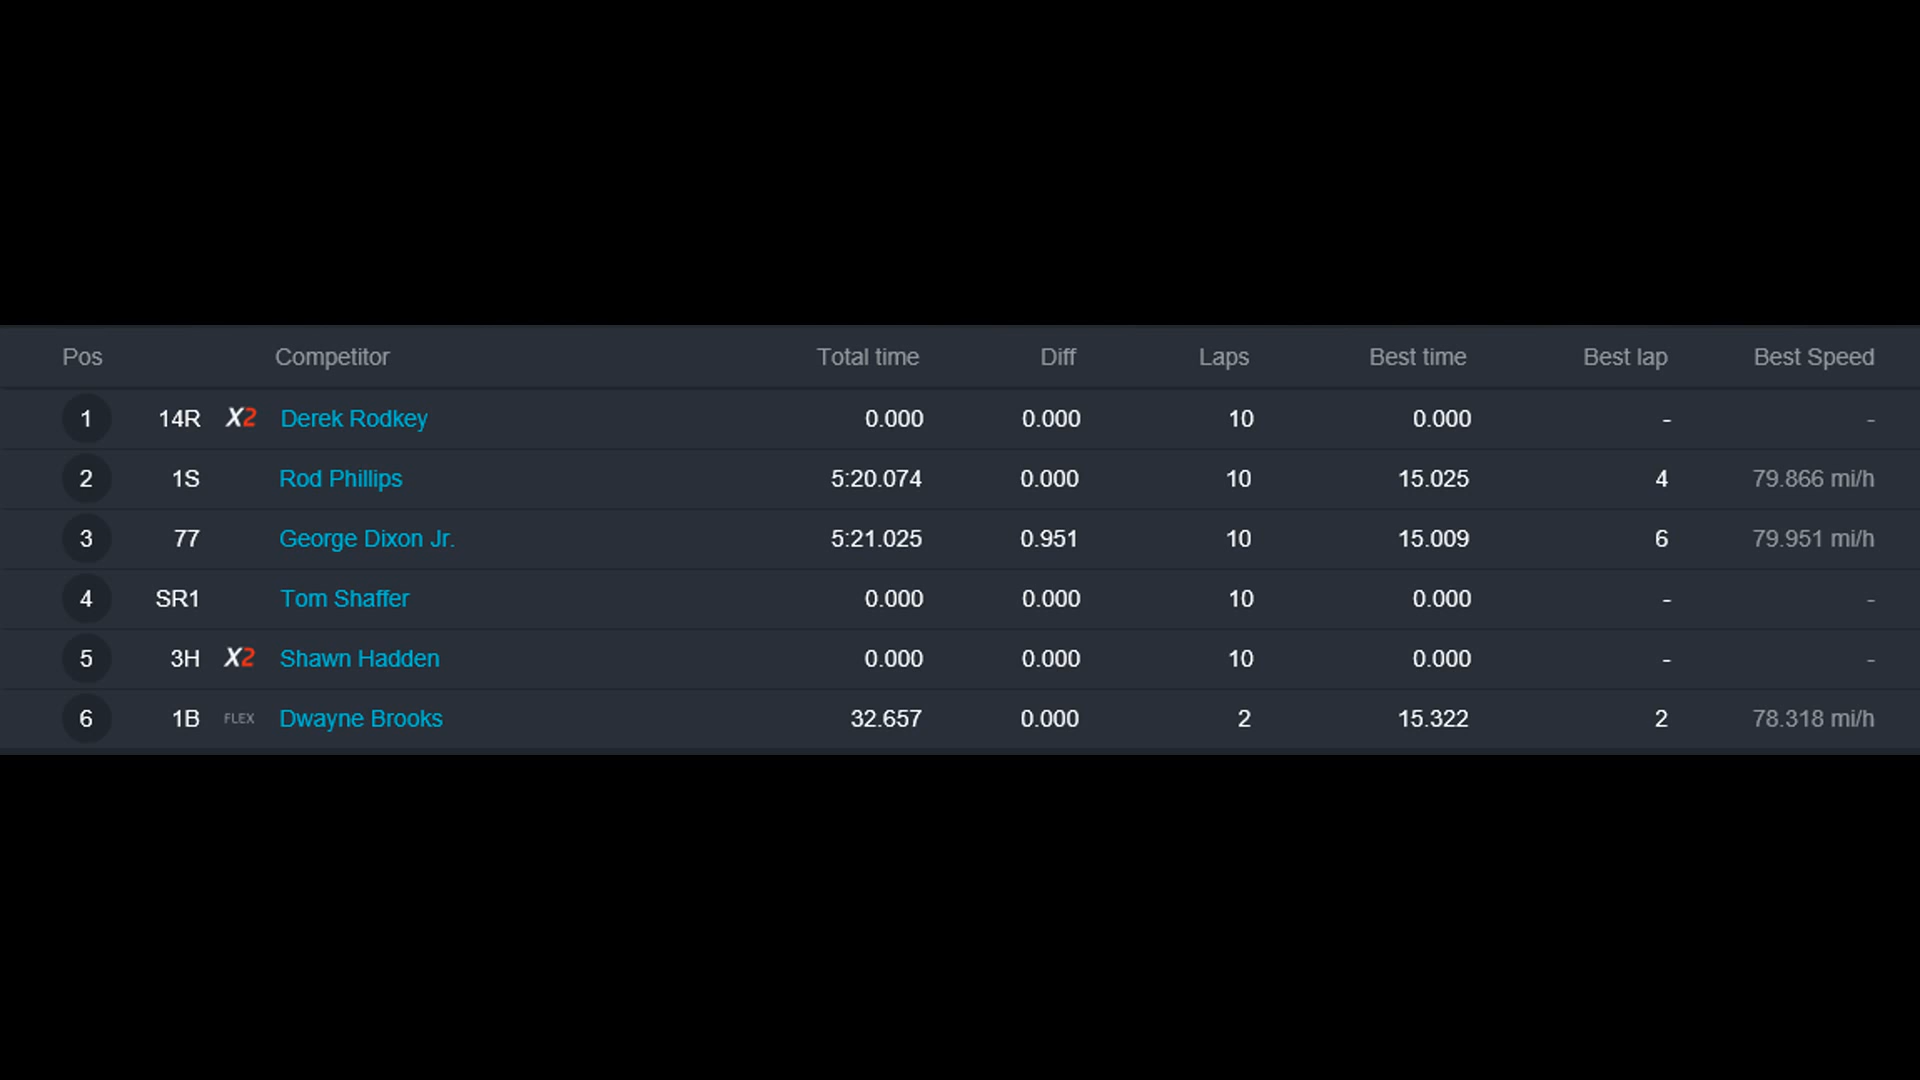 Pos Competitor Total time Diff Laps Best time Best lap Best Speed
1 14R X2 Derek Rodkey 0.000 0.000 10 0.000 - -
2 1S Rod Phillips 5:20.074 0.000 10 15.025 4 79.866 mi/h
3 77 George Dixon Jr. 5:21.025 0.951 10 15.009 6 79.951 mi/h
4 SR1 Tom Shaffer 0.000 0.000 10 0.000 - -
5 3H X2 Shawn Hadden 0.000 0.000 10 0.000 - -
6 1B FLEX Dwayne Brooks 32.657 0.000 2 15.322 2 78.318 mi/h